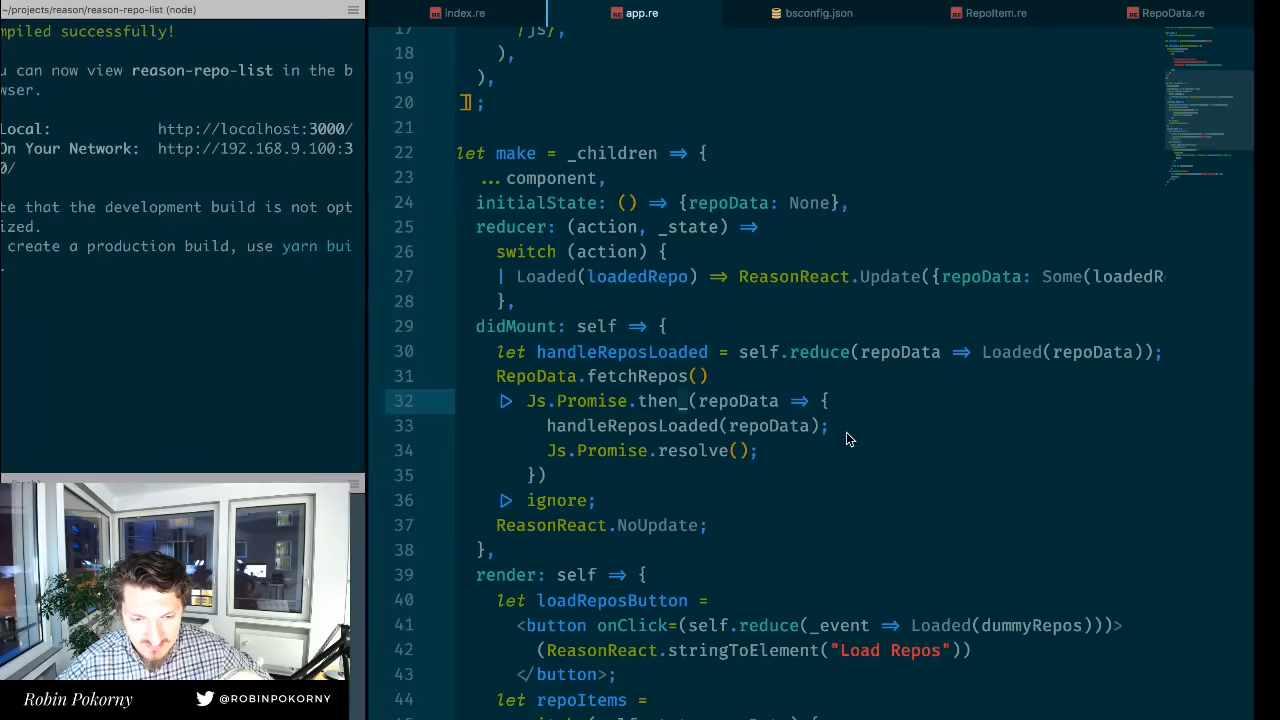 ~/projects/reason/reason-repo-list (node)
mpiled successfully!
u can now view reason-repo-list in the b
wser.
Local: http://localhost:3000/
On Your Network: http://192.168.9.100:3
0/
te that the development build is not opt
ized.
create a production build, use yarn bui
.
index.re
app.re
bsconfig.json
RepoItem.re
RepoData.re
17 |js},
18 ),
19 ),
20 |];
21
22 let make = _children => {
23 ...component,
24 initialState: () => {repoData: None},
25 reducer: (action, _state) =>
26 switch (action) {
27 | Loaded(loadedRepo) => ReasonReact.Update({repoData: Some(loadedR
28 },
29 didMount: self => {
30 let handleReposLoaded = self.reduce(repoData => Loaded(repoData));
31 RepoData.fetchRepos()
32 |> Js.Promise.then_(repoData => {
33 handleReposLoaded(repoData);
34 Js.Promise.resolve();
35 })
36 |> ignore;
37 ReasonReact.NoUpdate;
38 },
39 render: self => {
40 let loadReposButton =
41 <button onClick=(self.reduce(_event => Loaded(dummyRepos)))>
42 (ReasonReact.stringToElement("Load Repos"))
43 </button>;
44 let repoItems =
Robin Pokorny
@ROBINPOKORNY